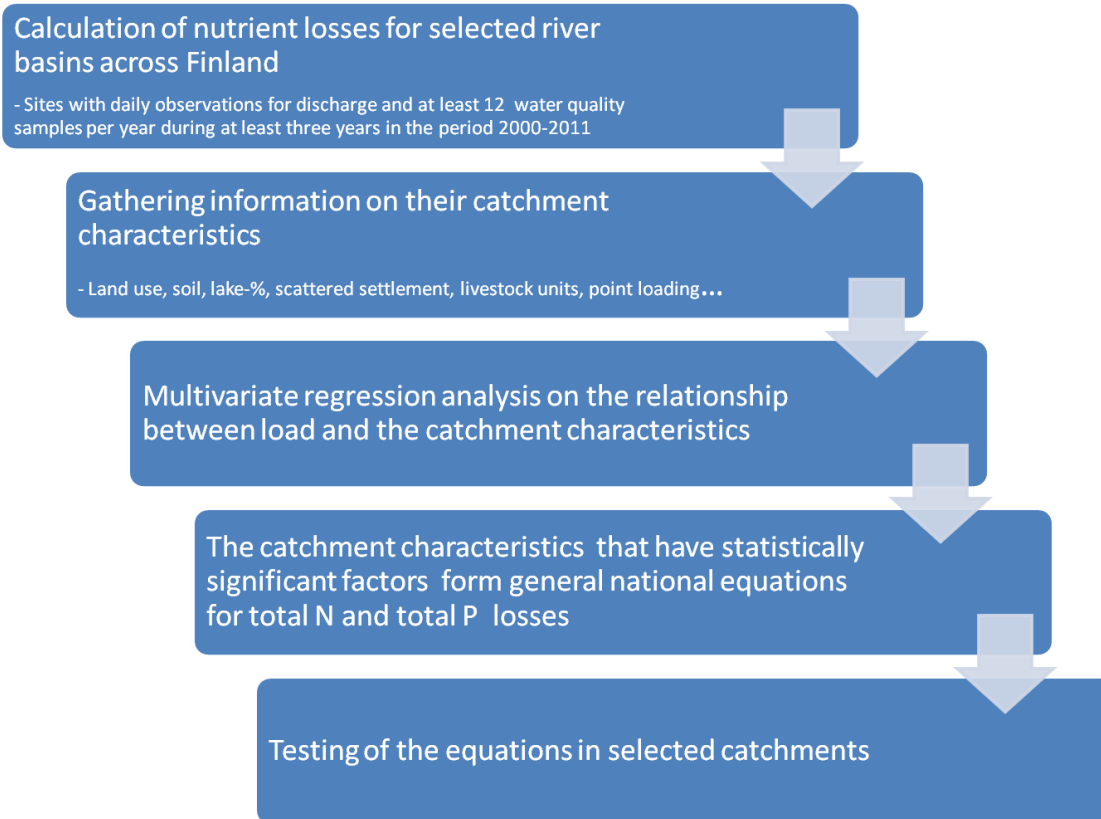 Calculation of nutrient losses for selected river
basins across Finland
- Sites with daily observations for discharge and at least 12 water quality
samples per year during at least three years in the period 2000-2011
Gathering information on their catchment
characteristics
- Land use, soil, lake-%, scattered settlement, livestock units, point loading...
Multivariate regression analysis on the relationship
between load and the catchment characteristics
The catchment characteristics that have statistically
significant factors form general national equations
for total N and total P losses
Testing of the equations in selected catchments